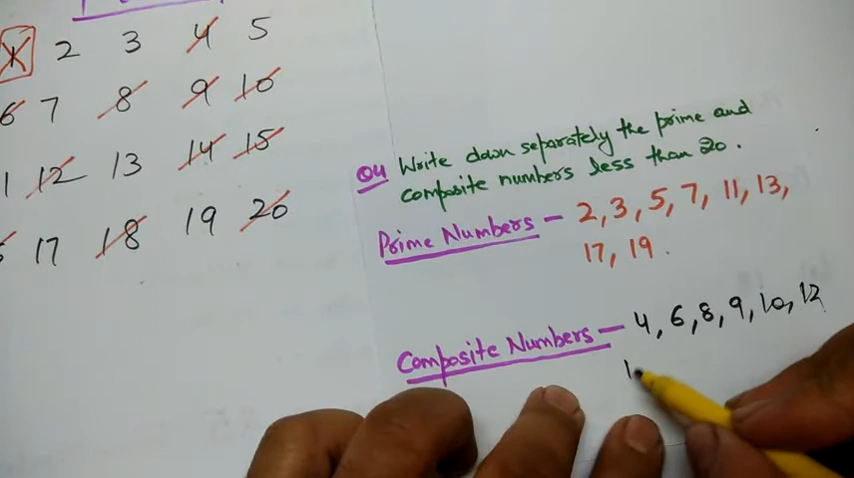 1 2 3 4 5
6 7 8 9 10
1 12 13 14 15
17 18 19 20
Q4 Write down separately the prime and
composite numbers less than 20.
Prime Numbers - 2, 3, 5, 7, 11, 13,
17, 19.
Composite Numbers - 4, 6, 8, 9, 10, 12
1